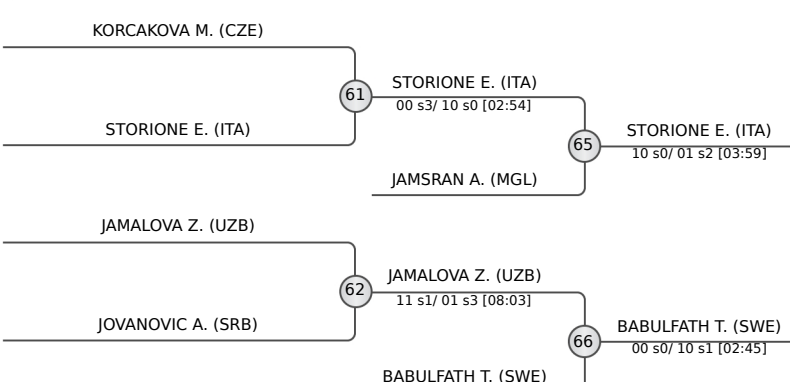 KORCAKOVA M. (CZE)
61
STORIONE E. (ITA)
00 s3/ 10 s0 [02:54]
STORIONE E. (ITA)
65
STORIONE E. (ITA)
10 s0/ 01 s2 [03:59]
JAMSRAN A. (MGL)
JAMALOVA Z. (UZB)
62
JAMALOVA Z. (UZB)
11 s1/ 01 s3 [08:03]
JOVANOVIC A. (SRB)
66
BABULFATH T. (SWE)
00 s0/ 10 s1 [02:45]
BABULFATH T. (SWE)